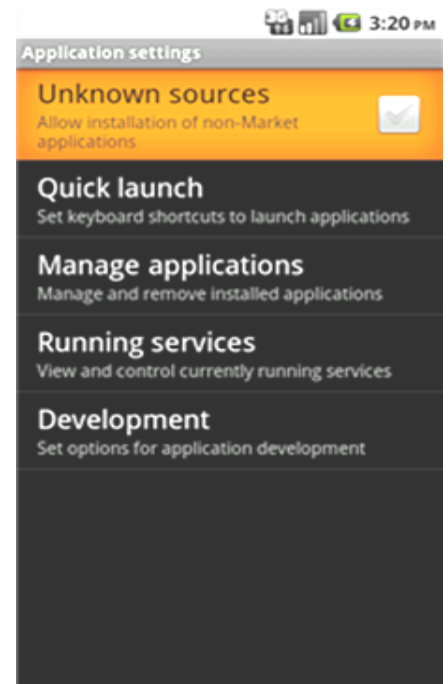 3:20 PM
Application settings
Unknown sources
Allow installation of non-Market
applications
Quick launch
Set keyboard shortcuts to launch applications
Manage applications
Manage and remove installed applications
Running services
View and control currently running services
Development
Set options for application development